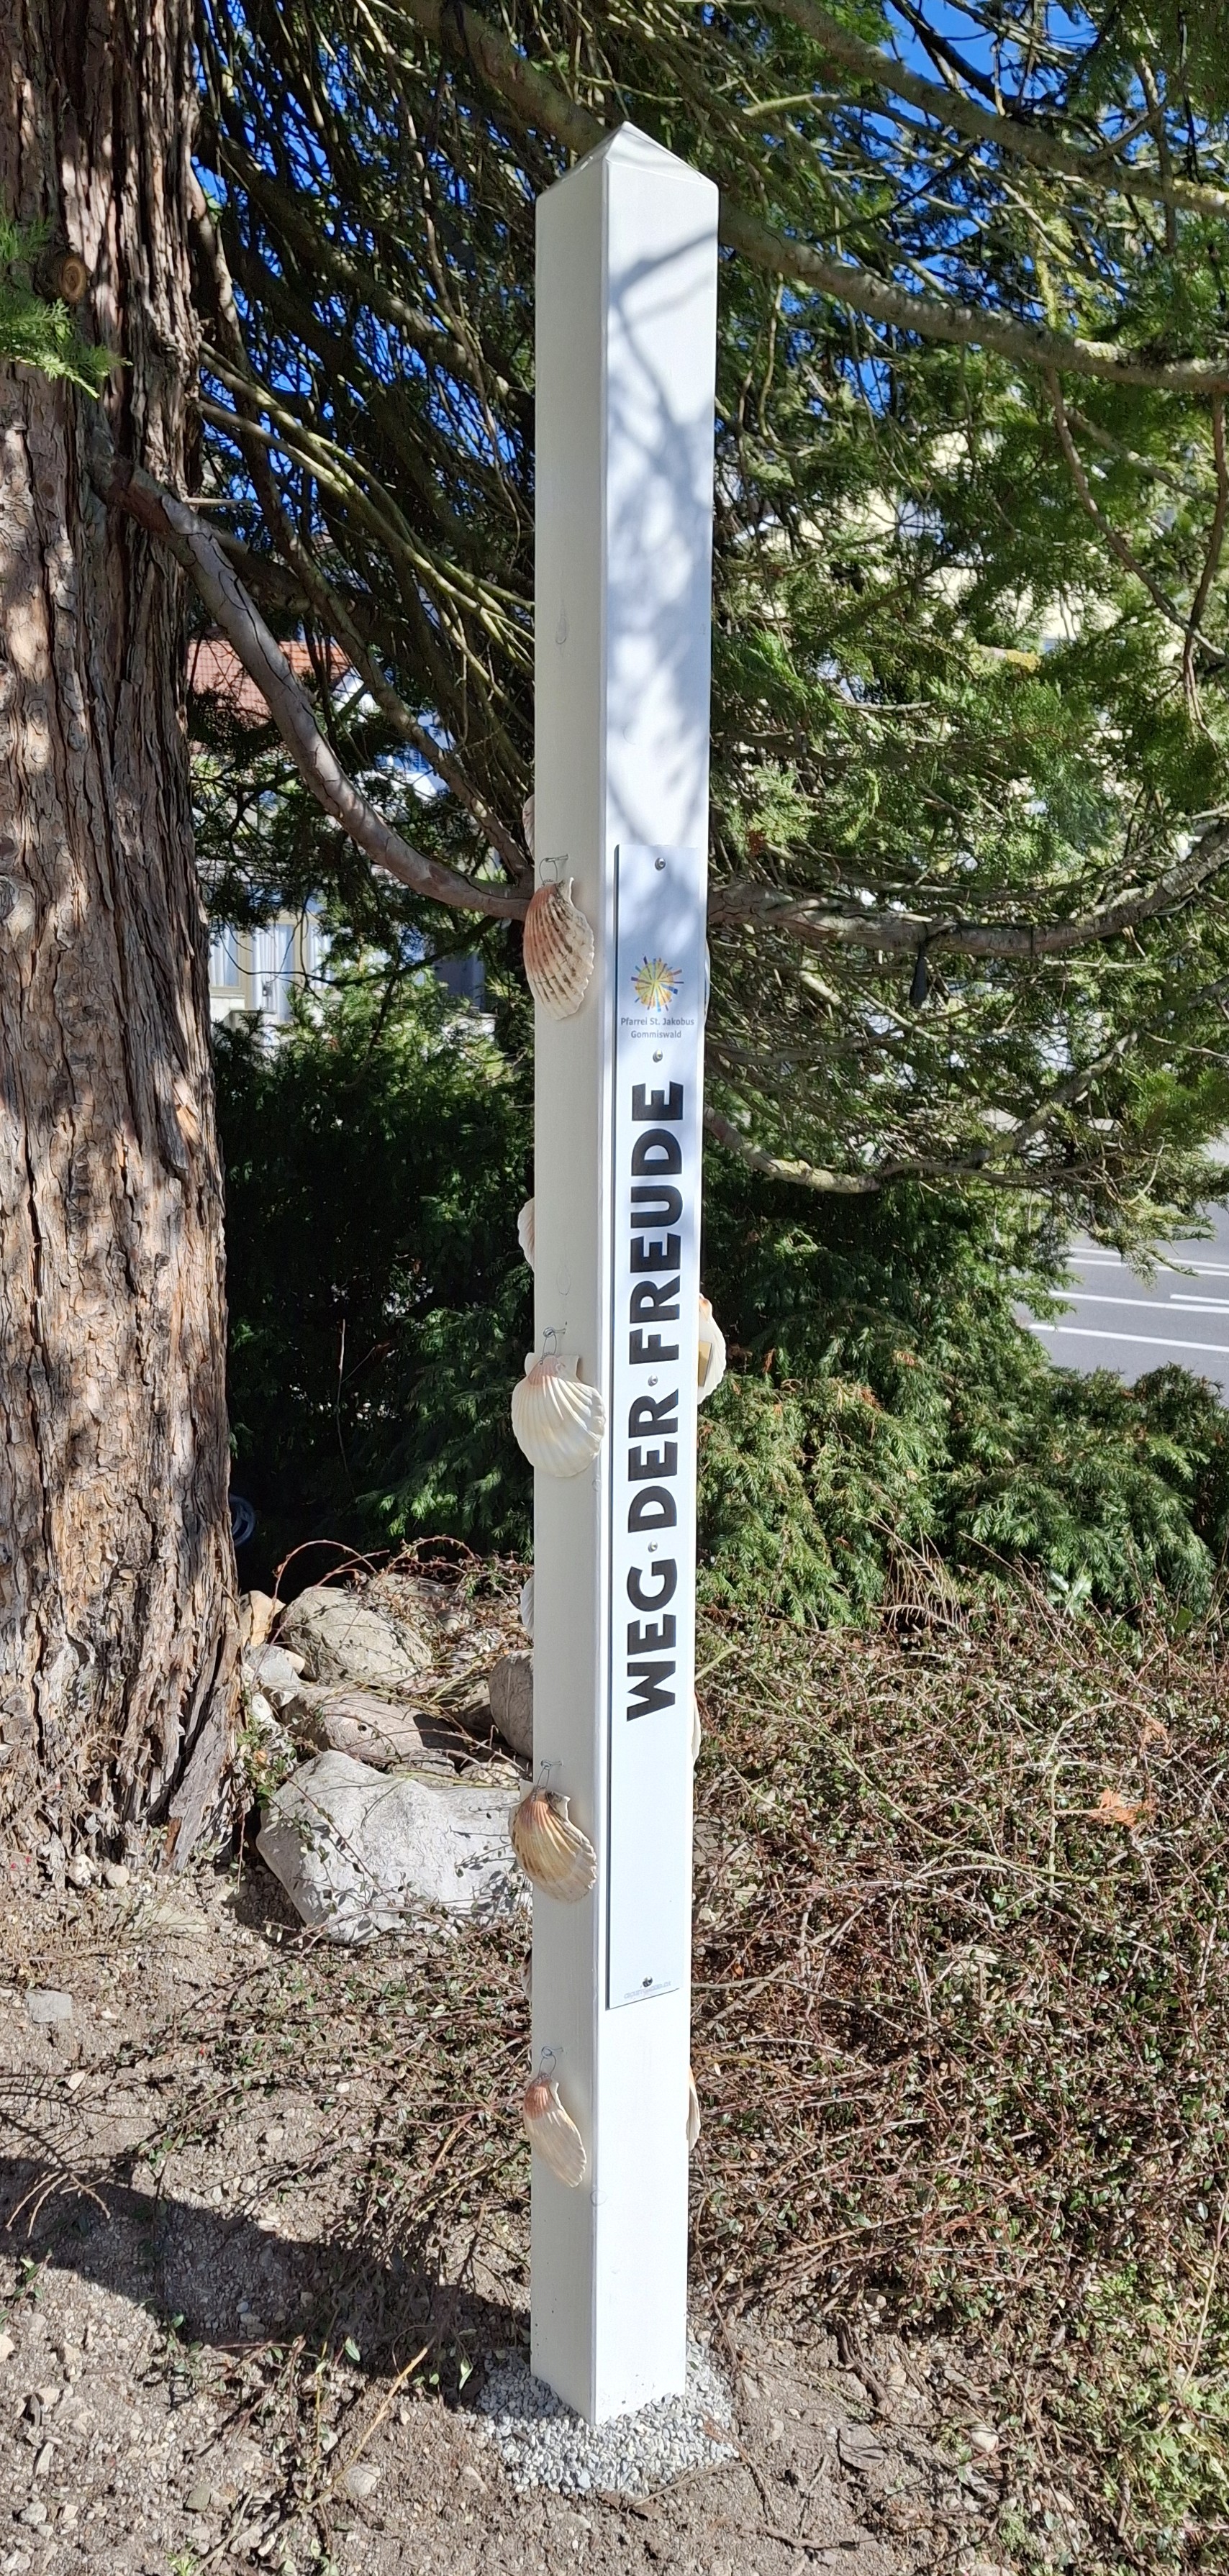 Pfarrei St. Jakobus
Gommiswald
WEG DER FREUDE